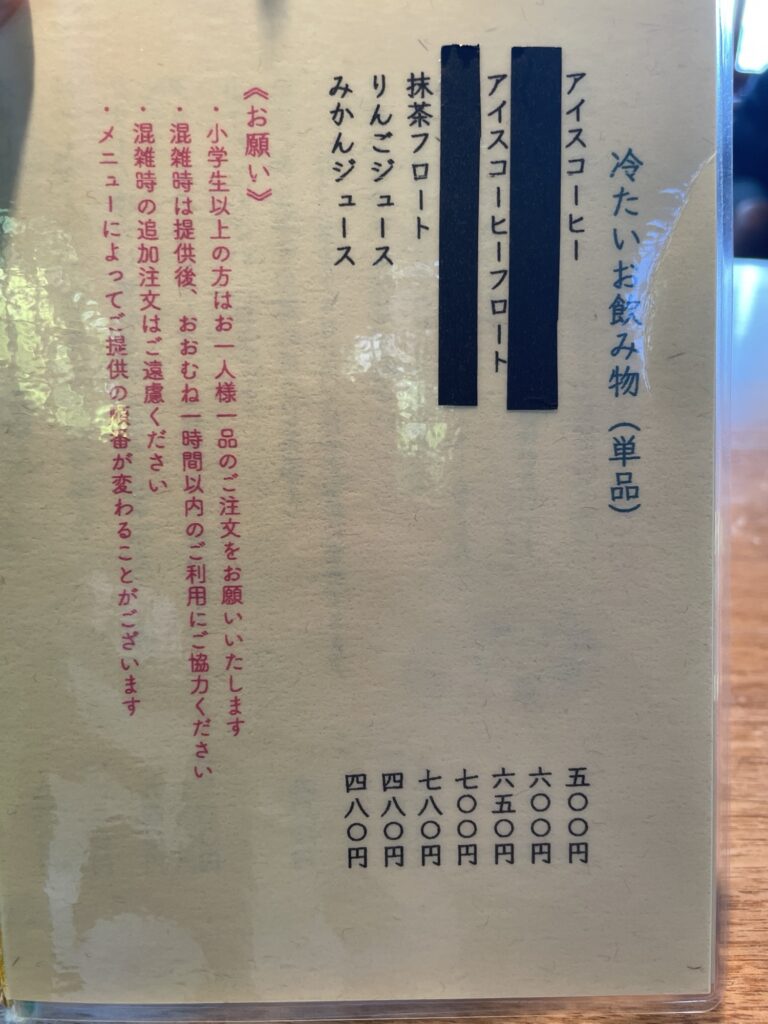 冷たいお飲み物（単品）
アイスコーヒー 五〇〇円
六〇〇円
アイスコーヒーフロート 六五〇円
七〇〇円
抹茶フロート 七八〇円
りんごジュース 四八〇円
みかんジュース 四八〇円
《お願い》
・小学生以上の方はお一人様一品のご注文をお願いいたします
・混雑時は提供後、おおむね一時間以内のご利用にご協力ください
・混雑時の追加注文はご遠慮ください
・メニューによってご提供の順番が変わることがございます